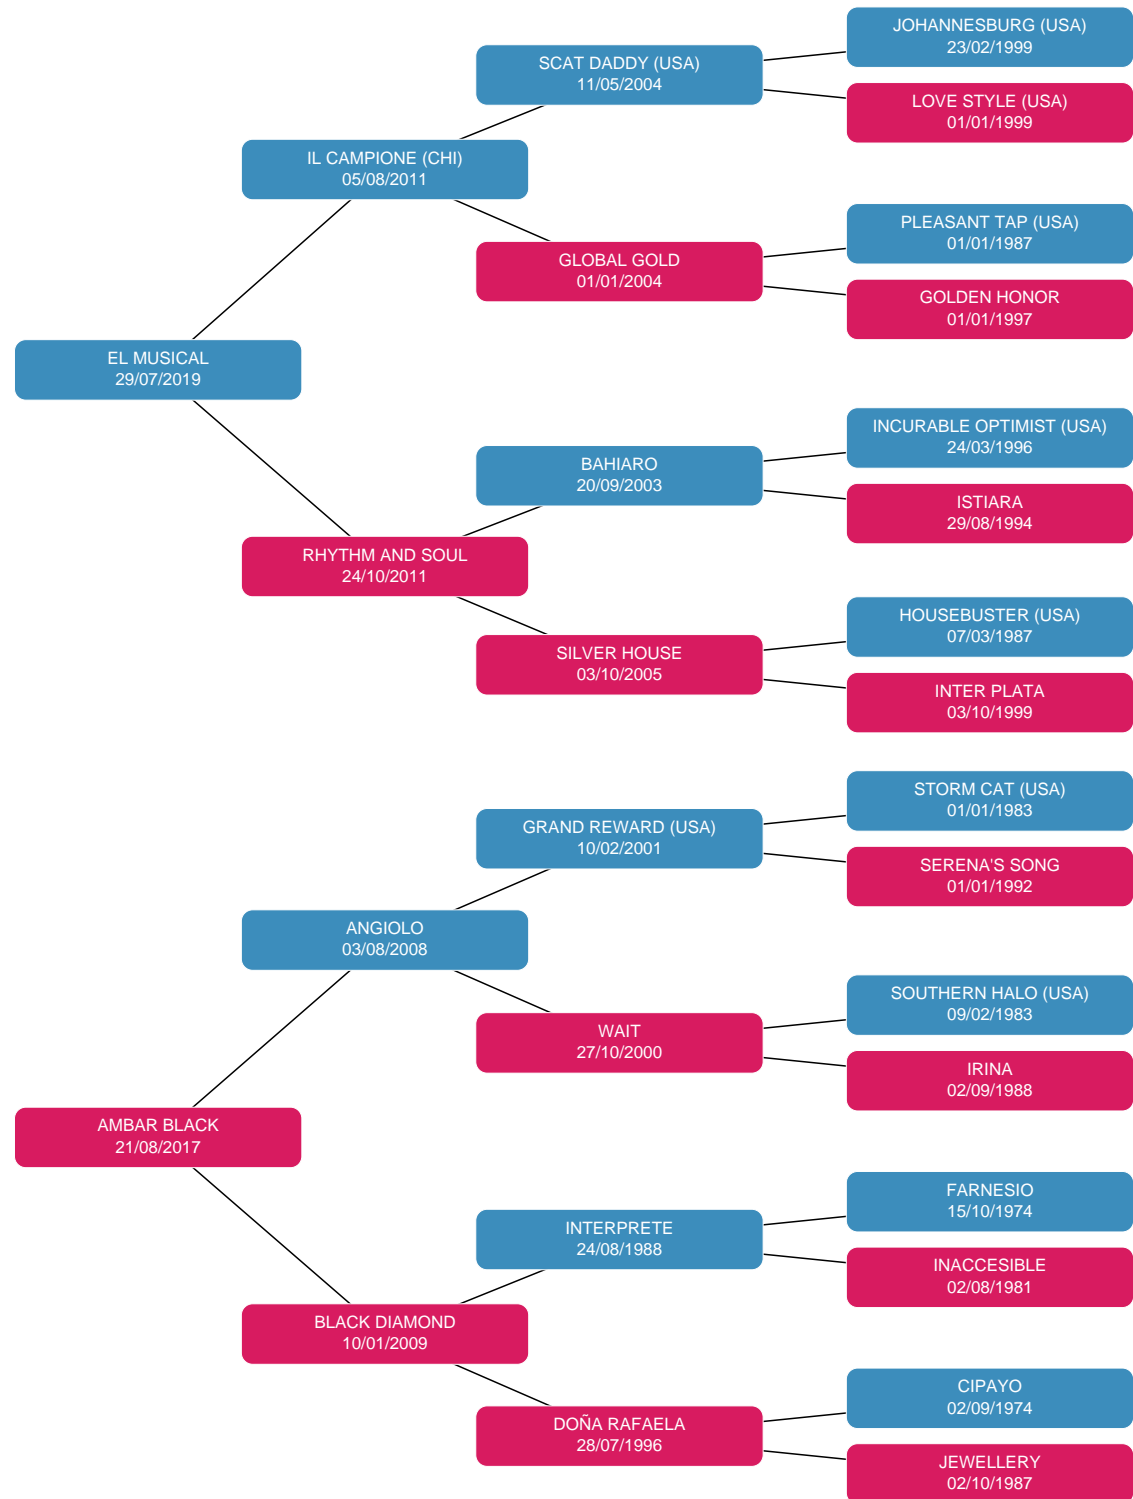 JOHANNESBURG (USA)
23/02/1999
SCAT DADDY (USA)
11/05/2004
LOVE STYLE (USA)
01/01/1999
IL CAMPIONE (CHI)
05/08/2011
PLEASANT TAP (USA)
01/01/1987
GLOBAL GOLD
01/01/2004
GOLDEN HONOR
01/01/1997
EL MUSICAL
29/07/2019
INCURABLE OPTIMIST (USA)
24/03/1996
BAHIARO
20/09/2003
ISTIARA
29/08/1994
RHYTHM AND SOUL
24/10/2011
HOUSEBUSTER (USA)
07/03/1987
SILVER HOUSE
03/10/2005
INTER PLATA
03/10/1999
STORM CAT (USA)
01/01/1983
GRAND REWARD (USA)
10/02/2001
SERENA'S SONG
01/01/1992
ANGIOLO
03/08/2008
SOUTHERN HALO (USA)
09/02/1983
WAIT
27/10/2000
IRINA
02/09/1988
AMBAR BLACK
21/08/2017
FARNESIO
15/10/1974
INTERPRETE
24/08/1988
INACCESIBLE
02/08/1981
BLACK DIAMOND
10/01/2009
CIPAYO
02/09/1974
DOÑA RAFAELA
28/07/1996
JEWELLERY
02/10/1987